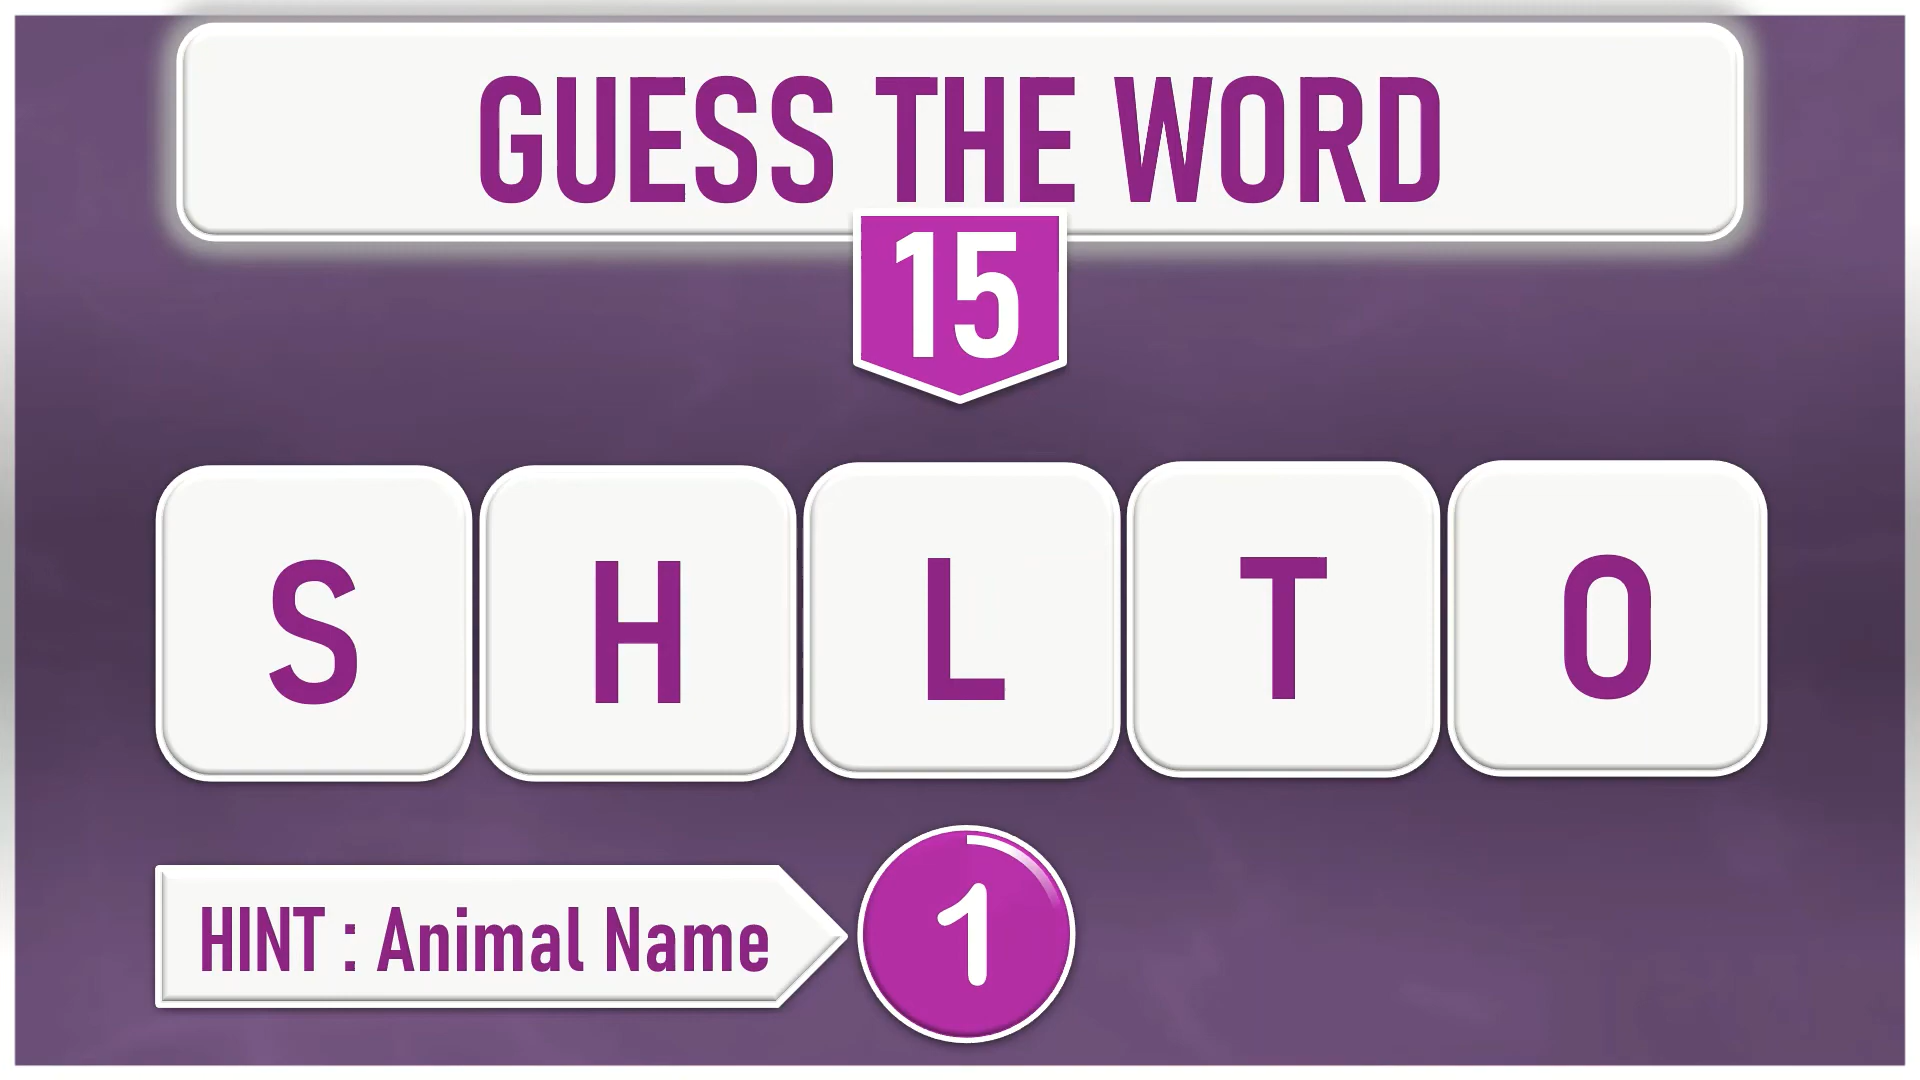 GUESS THE WORD
15
S H L T O
HINT : Animal Name
1